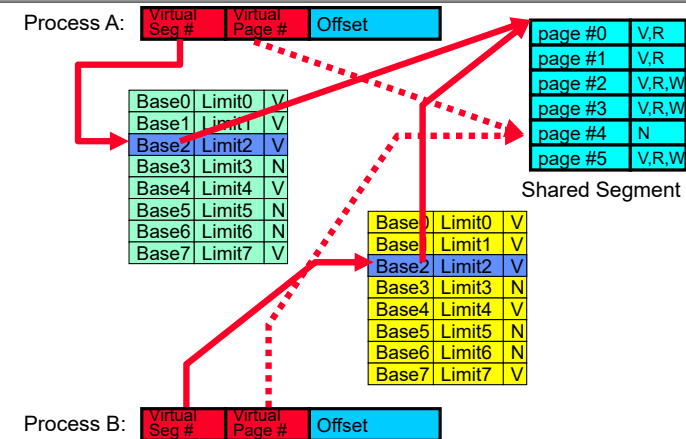 Process A:
Virtual Seg #
Virtual Page #
Offset
page #0 V,R
page #1 V,R
page #2 V,R,W
page #3 V,R,W
page #4 N
page #5 V,R,W
Shared Segment
Base0 Limit0 V
Base1 Limit1 V
Base2 Limit2 V
Base3 Limit3 N
Base4 Limit4 V
Base5 Limit5 N
Base6 Limit6 N
Base7 Limit7 V
Base0 Limit0 V
Base1 Limit1 V
Base2 Limit2 V
Base3 Limit3 N
Base4 Limit4 V
Base5 Limit5 N
Base6 Limit6 N
Base7 Limit7 V
Process B:
Virtual Seg #
Virtual Page #
Offset